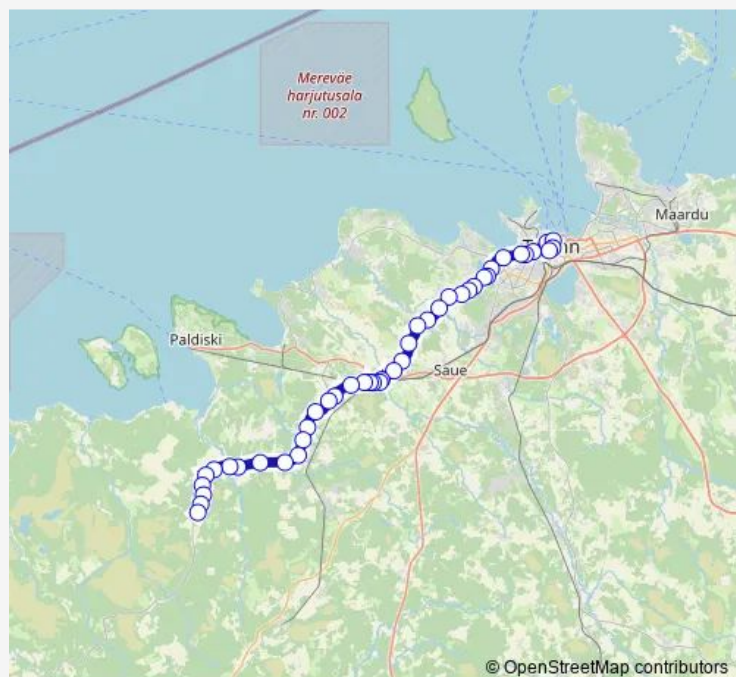 Mereväe
harjutusala
nr. 002
Maardu
Paldiski
Saue
© OpenStreetMap contributors